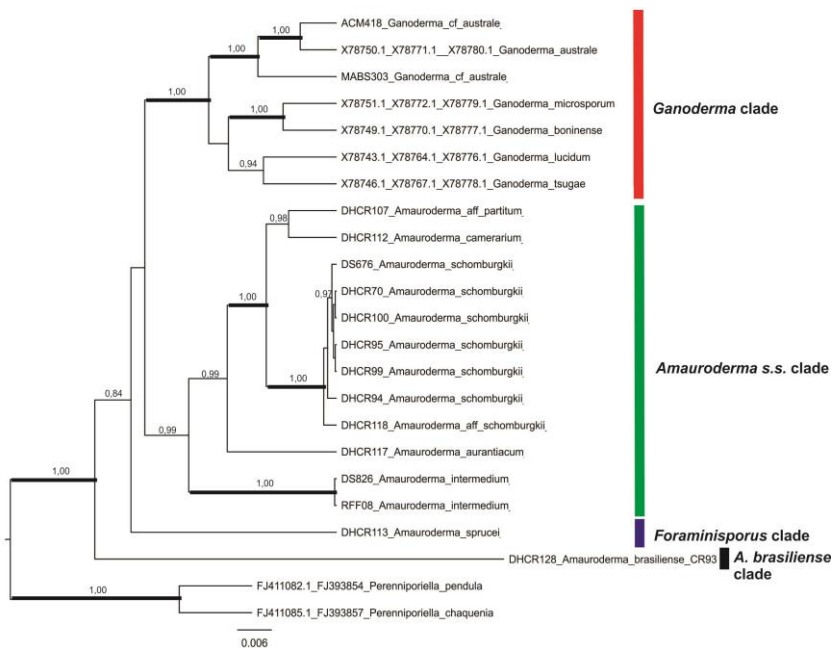 ACM418_Ganoderma_cf_australe
1,00
X78750.1_X78771.1__X78780.1_Ganoderma_australe
1,00
MABS303_Ganoderma_cf_australe
1,00
X78751.1_X78772.1_X78779.1_Ganoderma_microsporum
1,00
Ganoderma clade
X78749.1_X78770.1_X78777.1_Ganoderma_boninense
X78743.1_X78764.1_X78776.1_Ganoderma_lucidum
0,94
X78746.1_X78767.1_X78778.1_Ganoderma_tsugae
DHCR107_Amauroderma_aff_partitum
0,98
DHCR112_Amauroderma_camerarium
DS676_Amauroderma_schomburgkii
DHCR70_Amauroderma_schomburgkii
0,97
1,00
DHCR100_Amauroderma_schomburgkii
DHCR95_Amauroderma_schomburgkii
Amauroderma s.s. clade
DHCR99_Amauroderma_schomburgkii
0,99
1,00
DHCR94_Amauroderma_schomburgkii
0,84
DHCR118_Amauroderma_aff_schomburgkii
0,99
DHCR117_Amauroderma_aurantiacum
DS826_Amauroderma_intermedium
1,00
1,00
RFF08_Amauroderma_intermedium
DHCR113_Amauroderma_sprucei
Foraminisporus clade
DHCR128_Amauroderma_brasiliense_CR93
A. brasiliense
clade
FJ411082.1_FJ393854_Perenniporiella_pendula
1,00
FJ411085.1_FJ393857_Perenniporiella_chaquenia
0.006